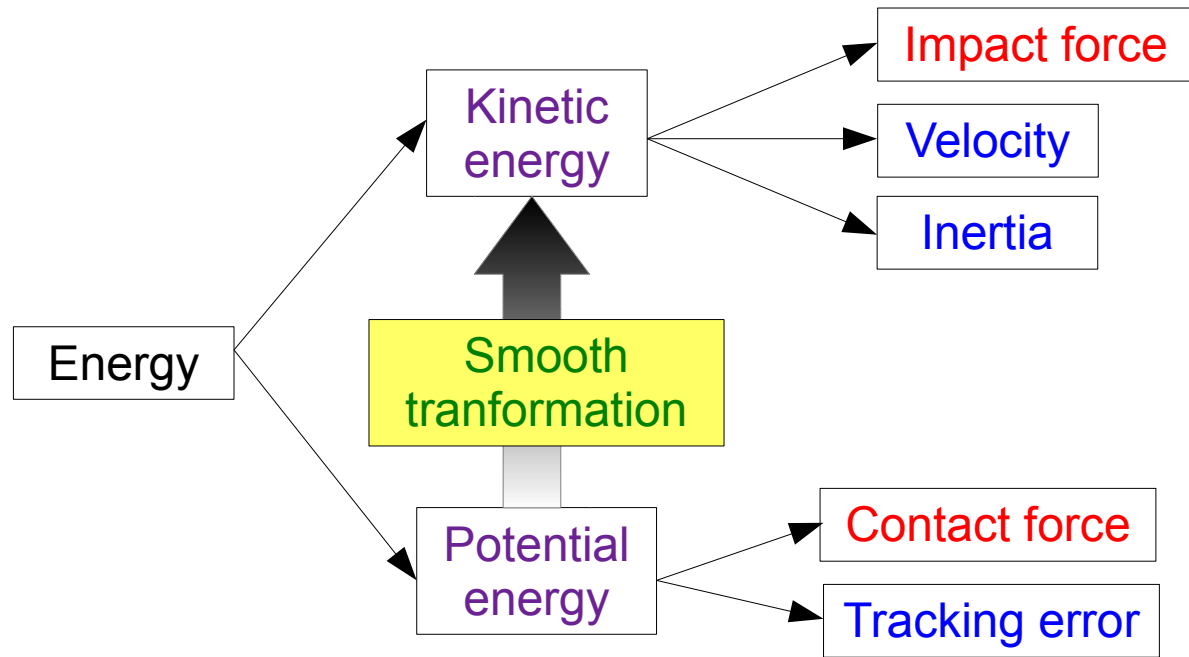 Impact force
Kinetic
energy
Velocity
Inertia
Energy
Smooth
tranformation
Potential
energy
Contact force
Tracking error